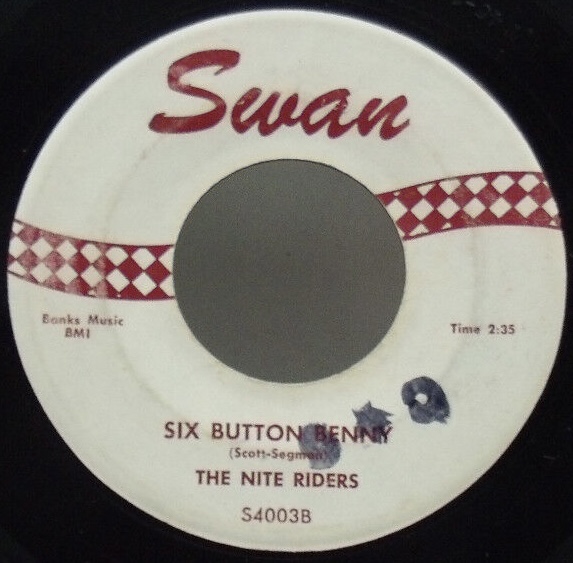 Swan
Banks Music
BMI
Time 2:35
SIX BUTTON BENNY
(Scott-Segman)
THE NITE RIDERS
S4003B